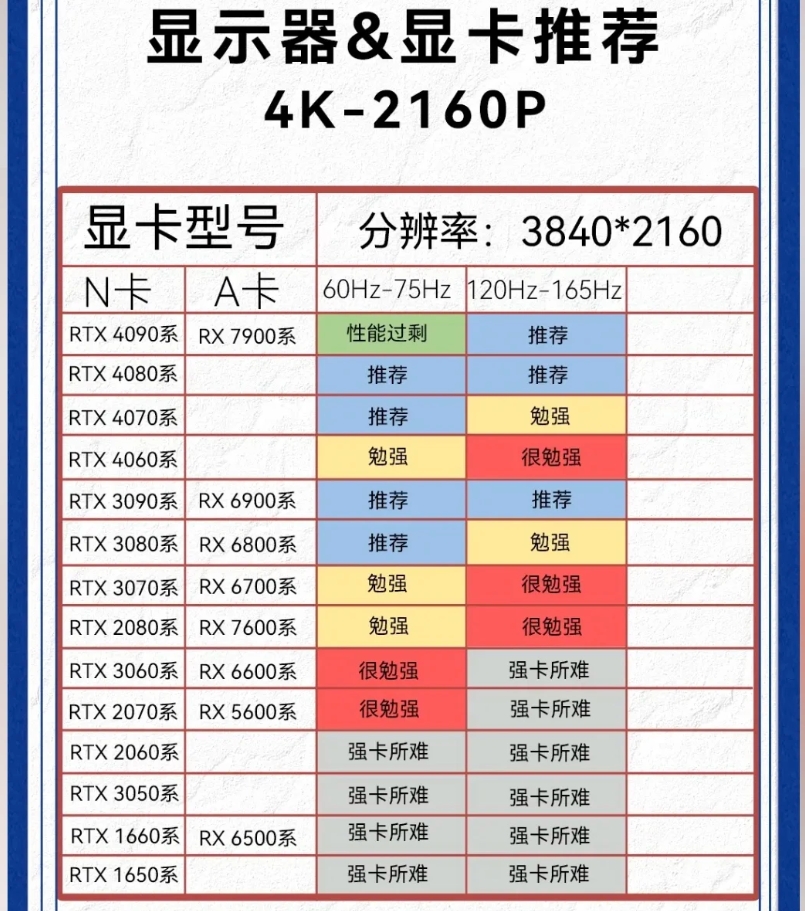 显示器&显卡推荐
4K-2160P
显卡型号 分辨率：3840*2160
N卡 A卡 60Hz-75Hz 120Hz-165Hz
RTX 4090系 RX 7900系 性能过剩 推荐
RTX 4080系 推荐 推荐
RTX 4070系 推荐 勉强
RTX 4060系 勉强 很勉强
RTX 3090系 RX 6900系 推荐 推荐
RTX 3080系 RX 6800系 推荐 勉强
RTX 3070系 RX 6700系 勉强 很勉强
RTX 2080系 RX 7600系 勉强 很勉强
RTX 3060系 RX 6600系 很勉强 强卡所难
RTX 2070系 RX 5600系 很勉强 强卡所难
RTX 2060系 强卡所难 强卡所难
RTX 3050系 强卡所难 强卡所难
RTX 1660系 RX 6500系 强卡所难 强卡所难
RTX 1650系 强卡所难 强卡所难